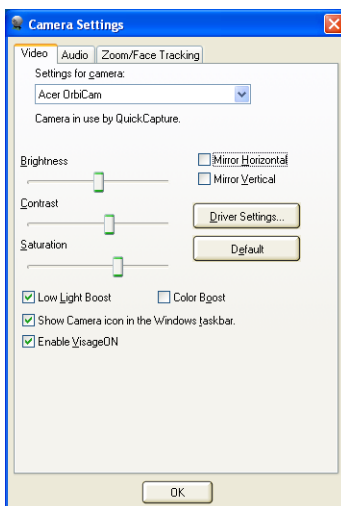 Camera Settings
Video Audio Zoom/Face Tracking
Settings for camera:
Acer OrbiCam
Camera in use by QuickCapture.
Brightness
Mirror Horizontal
Mirror Vertical
Contrast
Driver Settings...
Saturation
Default
Low Light Boost Color Boost
Show Camera icon in the Windows taskbar.
Enable VisageON
OK